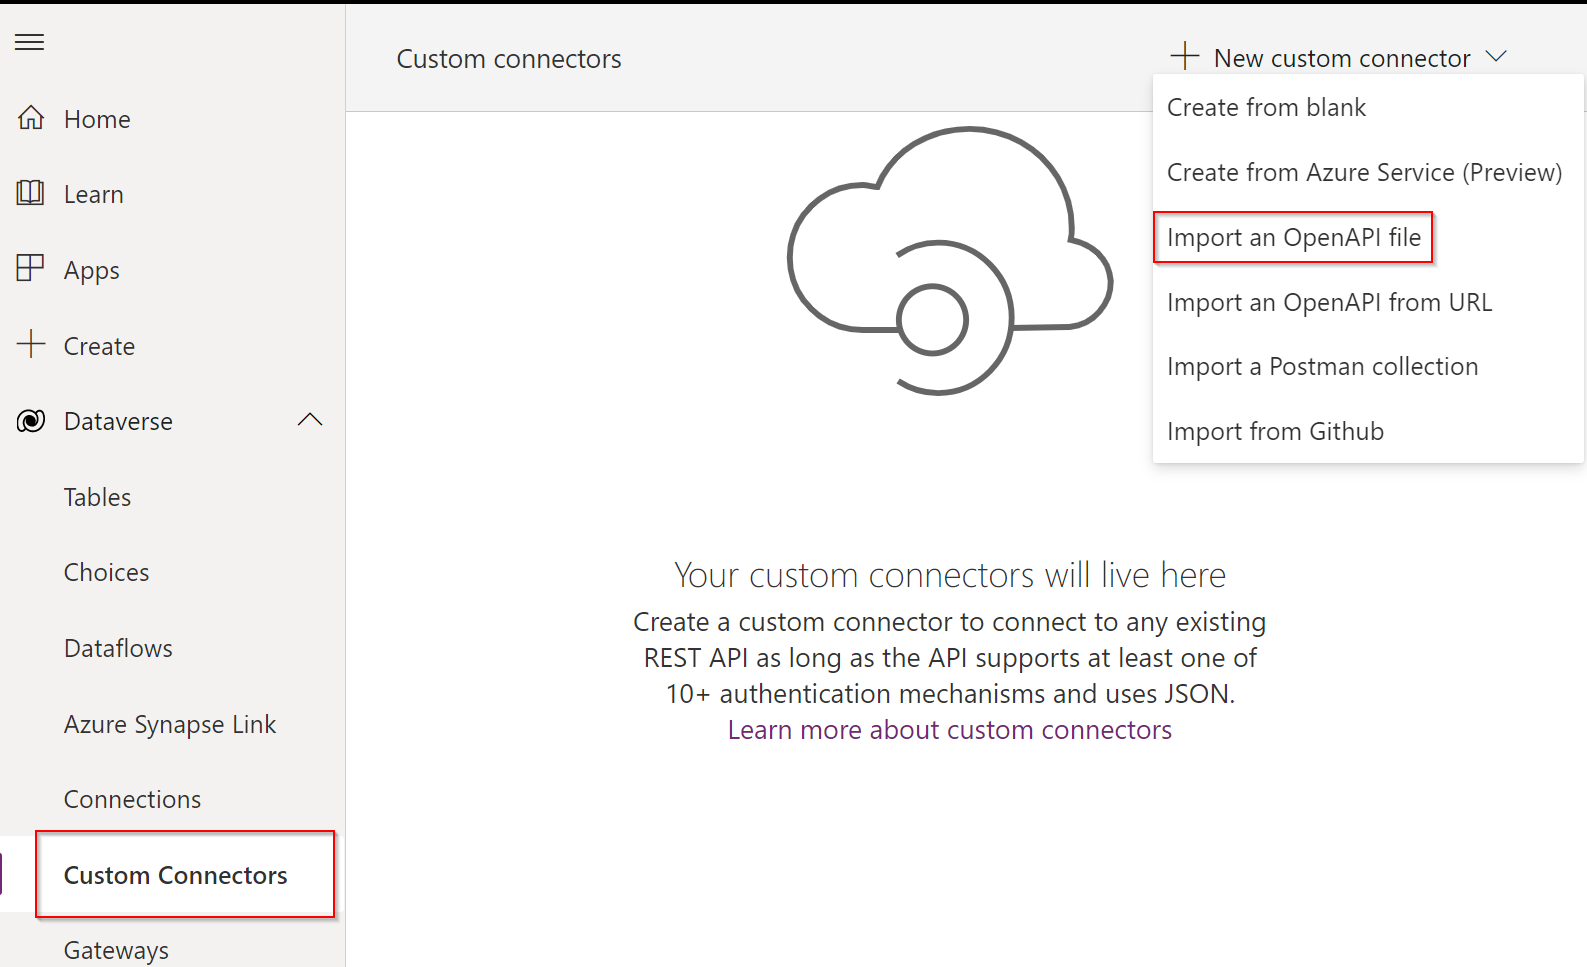 Home
Learn
Apps
Create
Dataverse
Tables
Choices
Dataflows
Azure Synapse Link
Connections
Custom Connectors
Gateways
Custom connectors
New custom connector
Create from blank
Create from Azure Service (Preview)
Import an OpenAPI file
Import an OpenAPI from URL
Import a Postman collection
Import from Github
Your custom connectors will live here
Create a custom connector to connect to any existing
REST API as long as the API supports at least one of
10+ authentication mechanisms and uses JSON.
Learn more about custom connectors